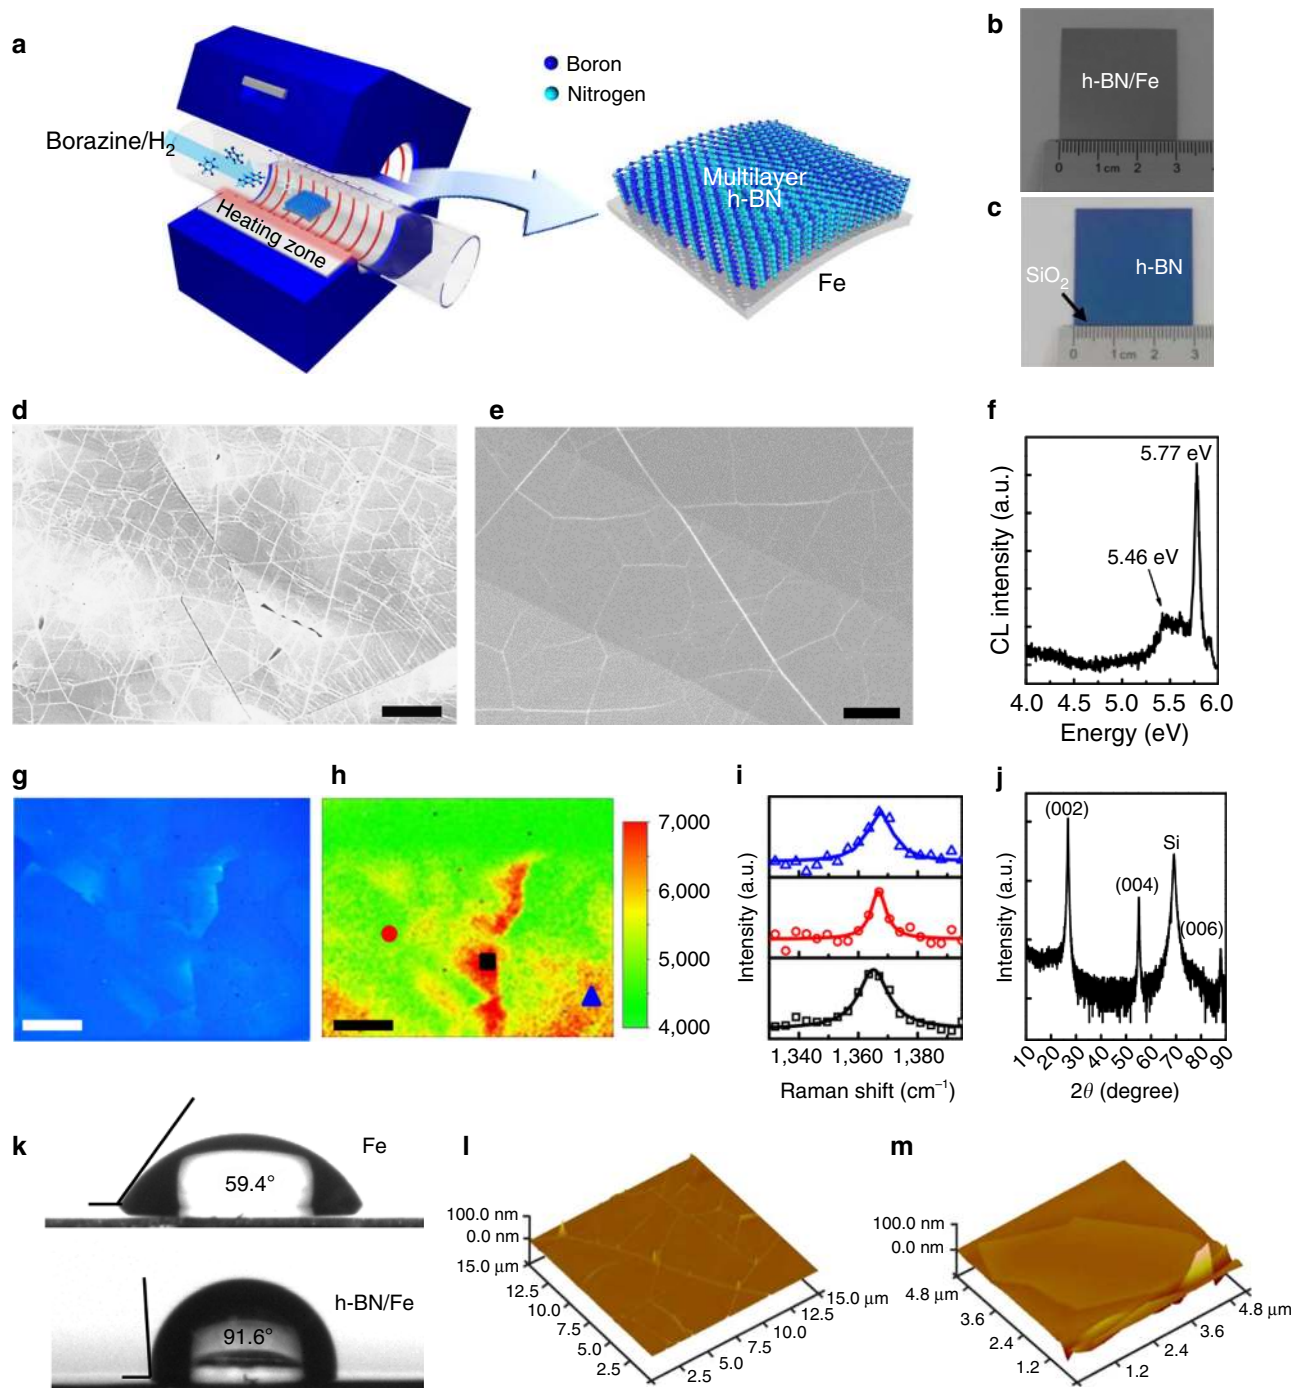 a
Boron
Nitrogen
Borazine/H2
Heating zone
Multilayer
h-BN
Fe
b
h-BN/Fe
0 1 cm 2 3
c
h-BN
SiO2
0 1 cm 2 3
d
e
f
5.77 eV
5.46 eV
CL intensity (a.u.)
4.0 4.5 5.0 5.5 6.0
Energy (eV)
g
h
7,000
6,000
5,000
4,000
i
Intensity (a.u.)
1,340 1,360 1,380
Raman shift (cm⁻¹)
j
(002)
Si
(004)
(006)
Intensity (a.u.)
10 20 30 40 50 60 70 80 90
2θ (degree)
k
Fe
59.4°
h-BN/Fe
91.6°
l
100.0 nm
0.0 nm
15.0 μm
12.5
10.0
7.5
5.0
2.5
2.5
5.0
7.5
10.0
12.5
15.0 μm
m
100.0 nm
0.0 nm
4.8 μm
3.6
2.4
1.2
1.2
2.4
3.6
4.8 μm